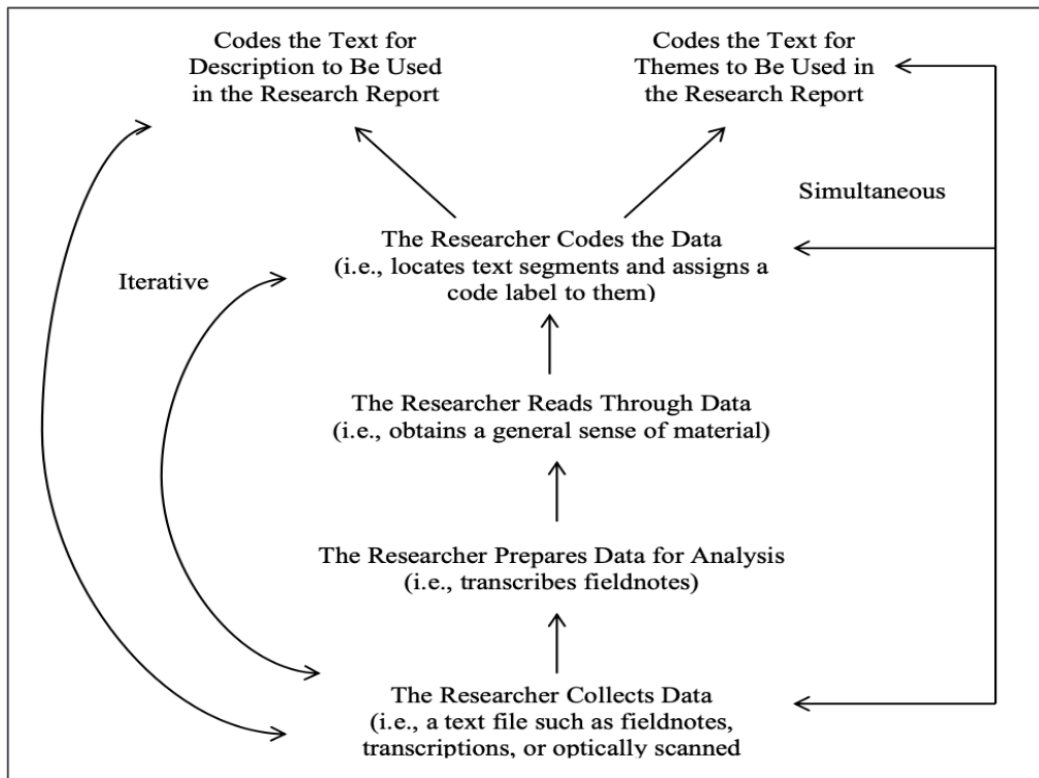 Codes the Text for
Description to Be Used
in the Research Report
Codes the Text for
Themes to Be Used in
the Research Report
Simultaneous
The Researcher Codes the Data
(i.e., locates text segments and assigns a
code label to them)
Iterative
The Researcher Reads Through Data
(i.e., obtains a general sense of material)
The Researcher Prepares Data for Analysis
(i.e., transcribes fieldnotes)
The Researcher Collects Data
(i.e., a text file such as fieldnotes,
transcriptions, or optically scanned